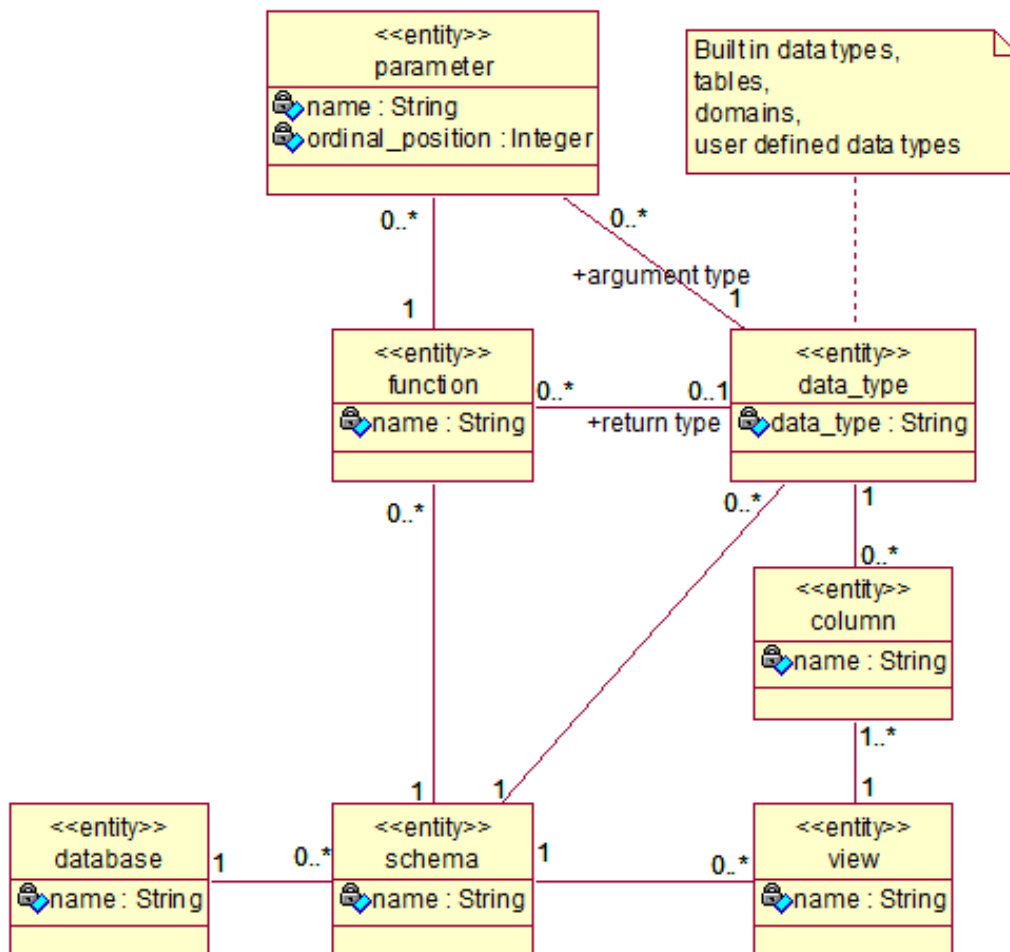 <<entity>>
parameter
name : String
ordinal_position : Integer
Built in data types,
tables,
domains,
user defined data types
0..*
0..*
+argument type
1
1
<<entity>>
function
name : String
0..*
0..1
+return type
<<entity>>
data_type
data_type : String
0..*
0..*
1
0..*
<<entity>>
column
name : String
1..*
1
1
1
<<entity>>
database
name : String
1
0..*
<<entity>>
schema
name : String
1
0..*
<<entity>>
view
name : String